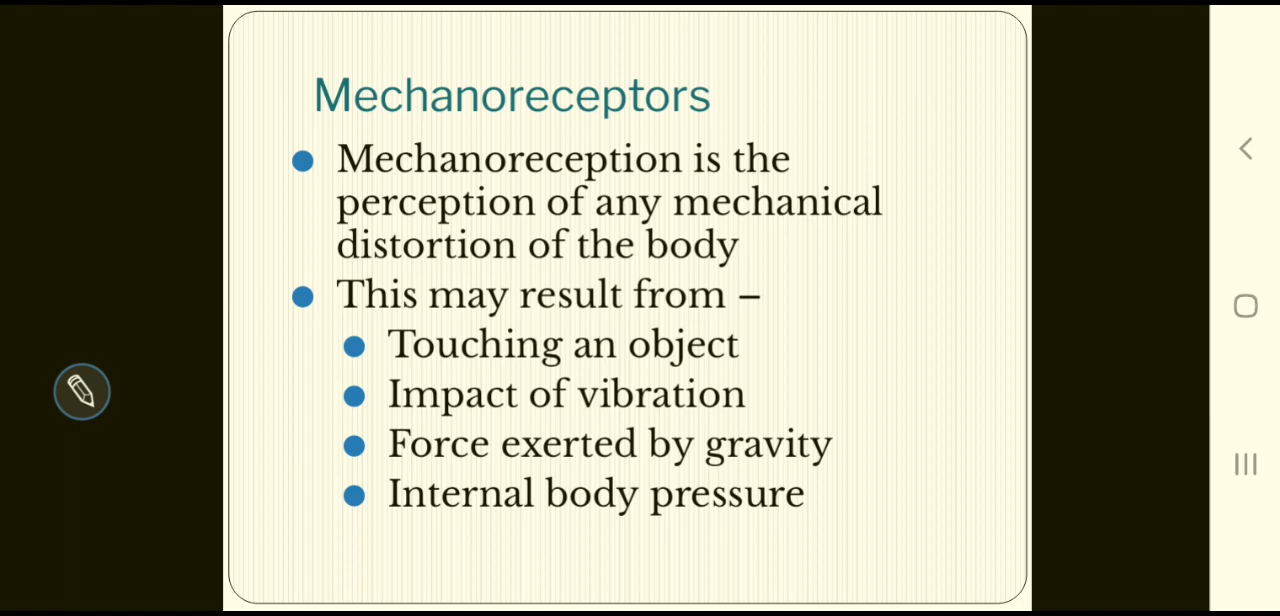 Mechanoreceptors
Mechanoreception is the
perception of any mechanical
distortion of the body
This may result from –
Touching an object
Impact of vibration
Force exerted by gravity
Internal body pressure